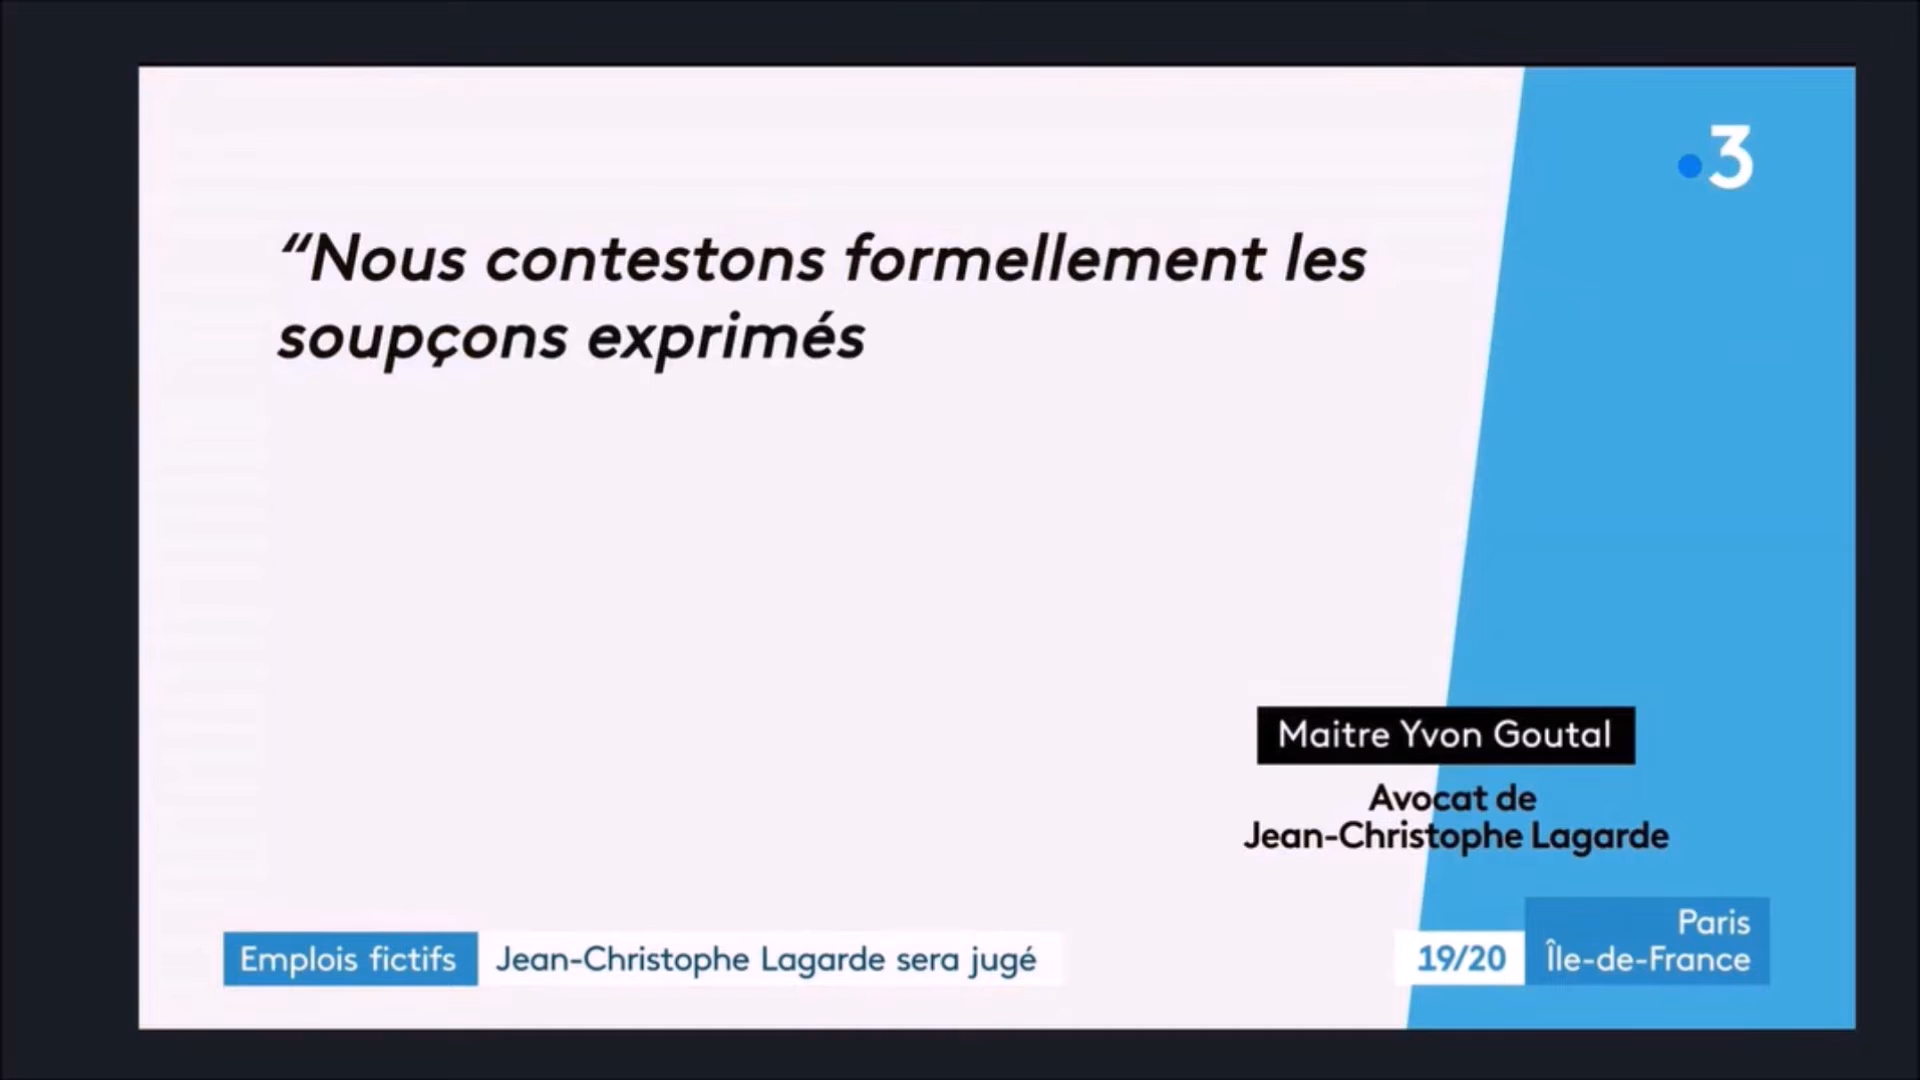 3
“Nous contestons formellement les
soupçons exprimés
Maitre Yvon Goutal
Avocat de
Jean-Christophe Lagarde
Emplois fictifs
Jean-Christophe Lagarde sera jugé
19/20
Paris
Île-de-France